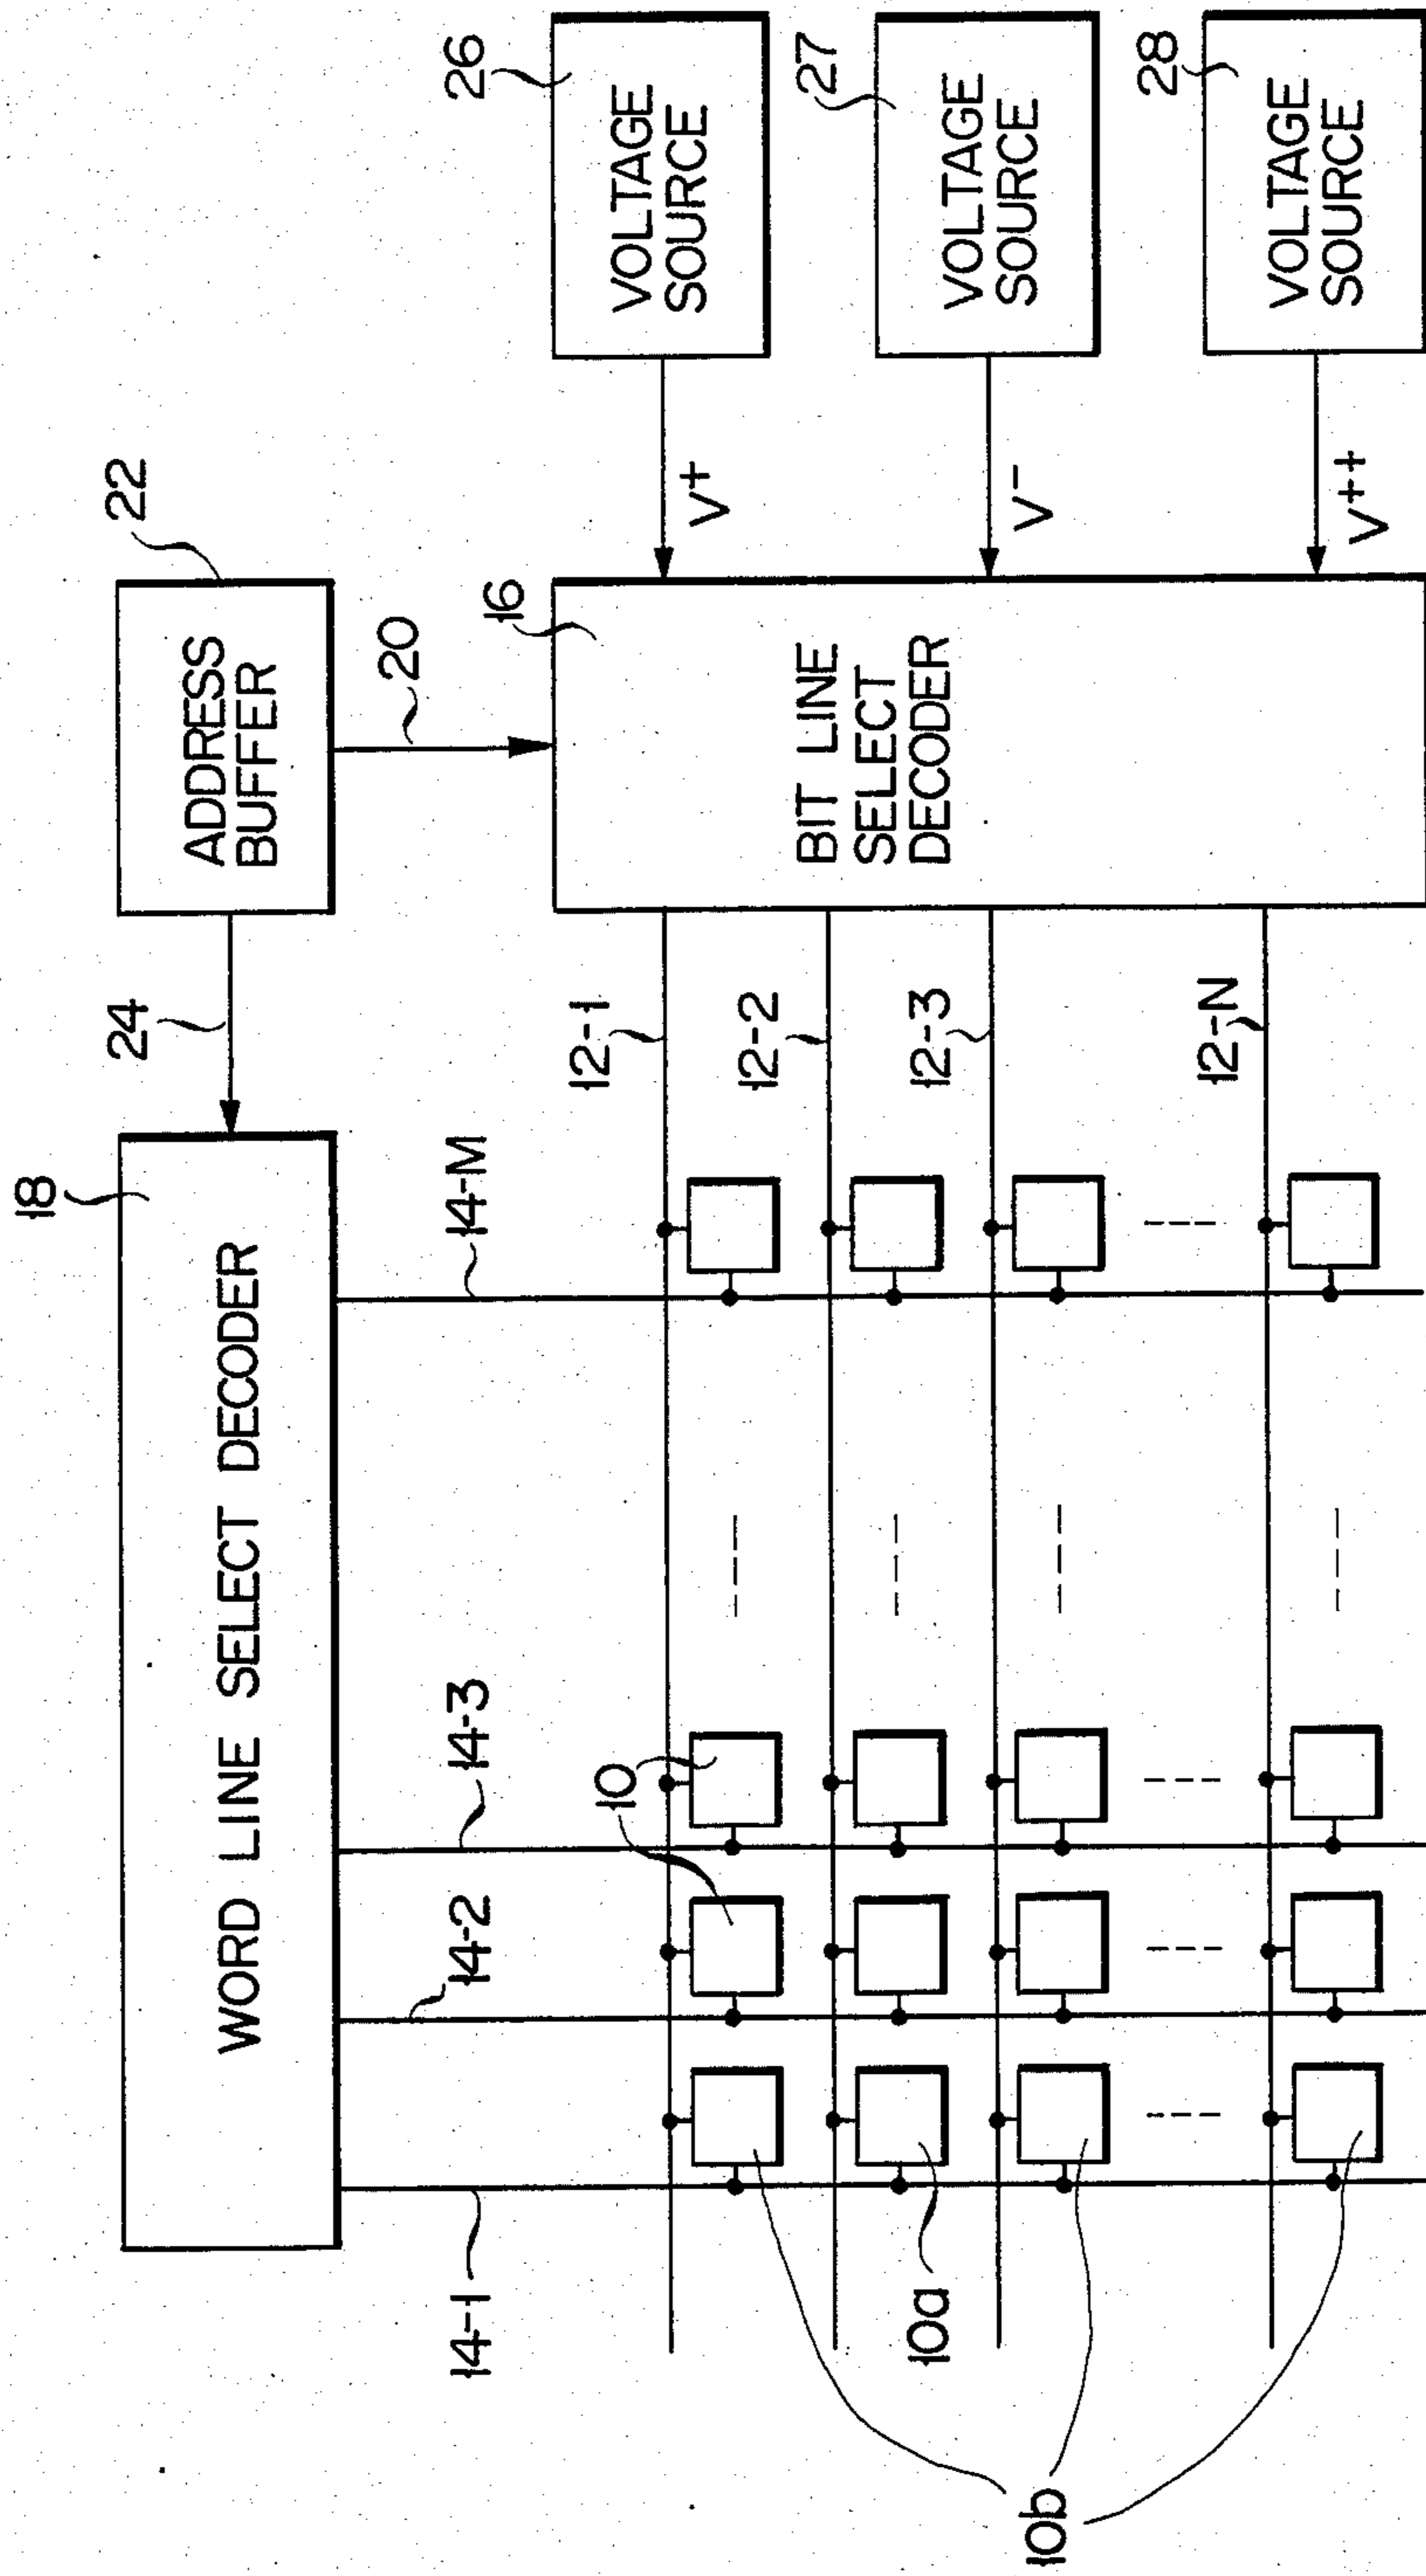 18
WORD LINE SELECT DECODER
24
22
ADDRESS
BUFFER
20
14-1
14-2
14-3
14-M
10
12-1
12-2
12-3
12-N
16
BIT LINE
SELECT
DECODER
V+
V-
V++
26
VOLTAGE
SOURCE
27
VOLTAGE
SOURCE
28
VOLTAGE
SOURCE
10a
10b